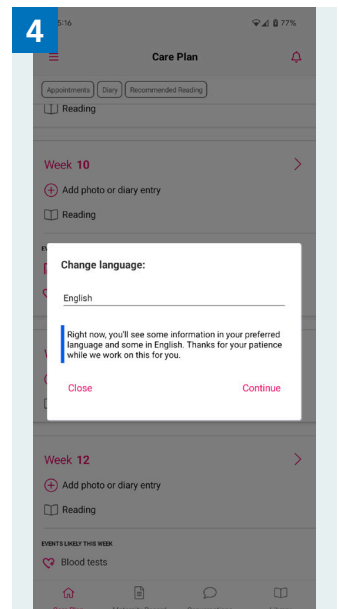 4
5:16
77%
Care Plan
Appointments Diary Recommended Reading
Reading
Week 10
Add photo or diary entry
Reading
Change language:
English
Right now, you'll see some information in your preferred
language and some in English. Thanks for your patience
while we work on this for you.
Close Continue
Week 12
Add photo or diary entry
Reading
EVENTS LIKELY THIS WEEK
Blood tests